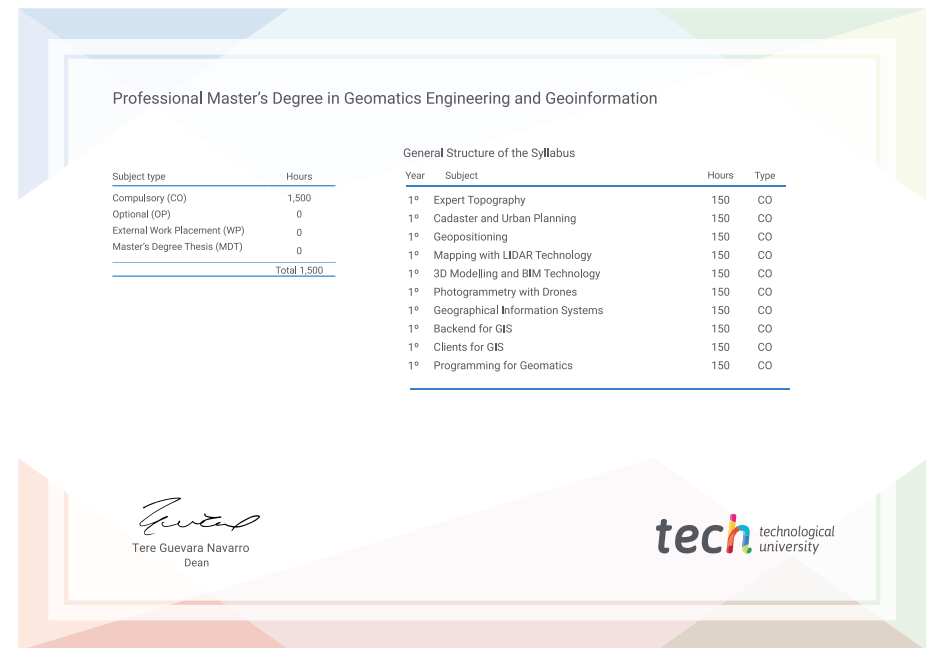 Professional Master's Degree in Geomatics Engineering and Geoinformation
Subject type Hours
Compulsory (CO) 1,500
Optional (OP) 0
External Work Placement (WP) 0
Master's Degree Thesis (MDT) 0
Total 1,500
General Structure of the Syllabus
Year Subject Hours Type
1º Expert Topography 150 CO
1º Cadaster and Urban Planning 150 CO
1º Geopositioning 150 CO
1º Mapping with LIDAR Technology 150 CO
1º 3D Modelling and BIM Technology 150 CO
1º Photogrammetry with Drones 150 CO
1º Geographical Information Systems 150 CO
1º Backend for GIS 150 CO
1º Clients for GIS 150 CO
1º Programming for Geomatics 150 CO
Tere Guevara Navarro
Dean
tech technological
university